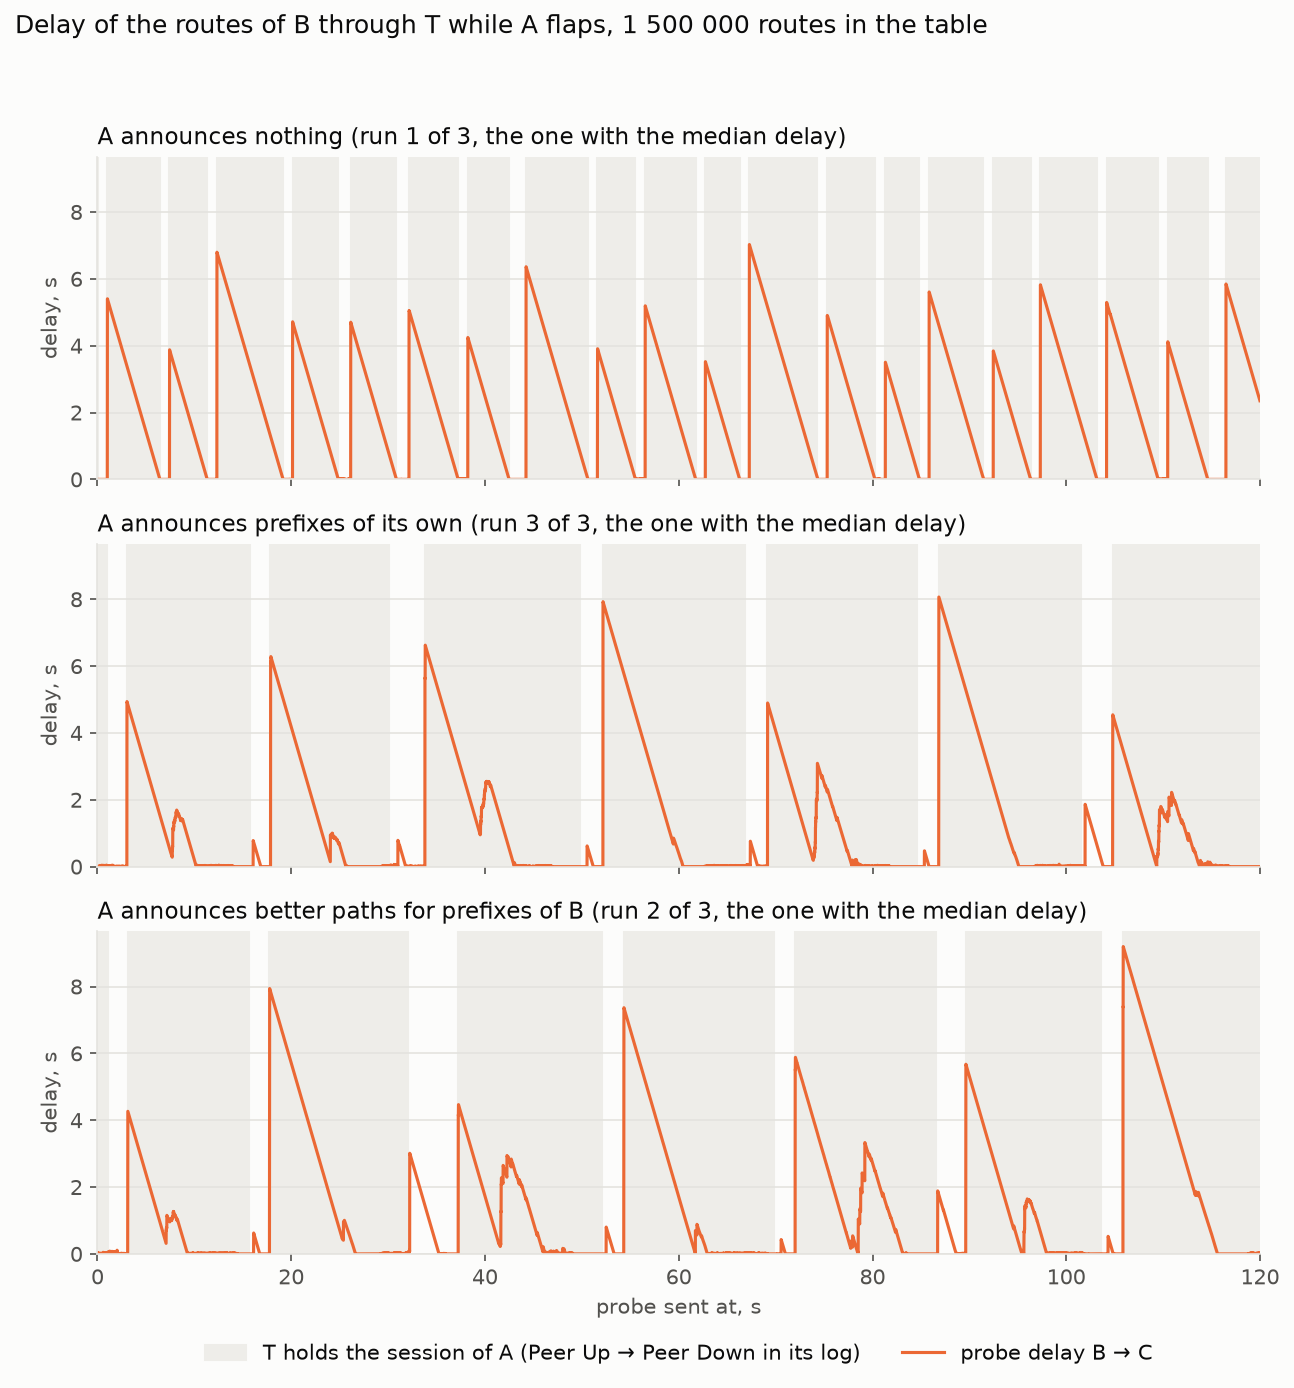 Delay of the routes of B through T while A flaps, 1 500 000 routes in the table
A announces nothing (run 1 of 3, the one with the median delay)
8
6
4
2
0
delay, s
A announces prefixes of its own (run 3 of 3, the one with the median delay)
8
6
4
2
0
delay, s
A announces better paths for prefixes of B (run 2 of 3, the one with the median delay)
8
6
4
2
0
delay, s
0 20 40 60 80 100 120
probe sent at, s
T holds the session of A (Peer Up → Peer Down in its log)
probe delay B → C